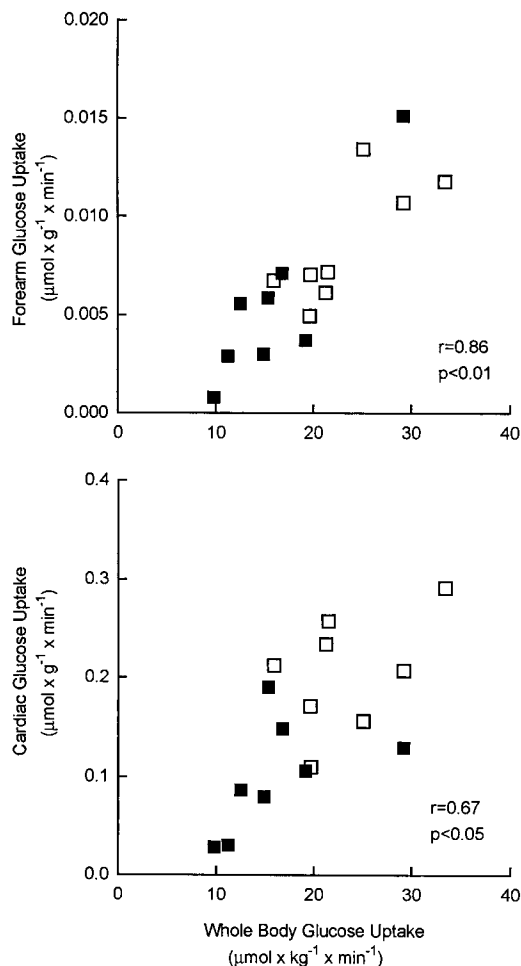 0.020
0.015
0.010
0.005
0.000
Forearm Glucose Uptake
(µmol x g⁻¹ x min⁻¹)
r=0.86
p<0.01
0 10 20 30 40
0.4
0.3
0.2
0.1
0.0
Cardiac Glucose Uptake
(µmol x g⁻¹ x min⁻¹)
r=0.67
p<0.05
0 10 20 30 40
Whole Body Glucose Uptake
(µmol x kg⁻¹ x min⁻¹)